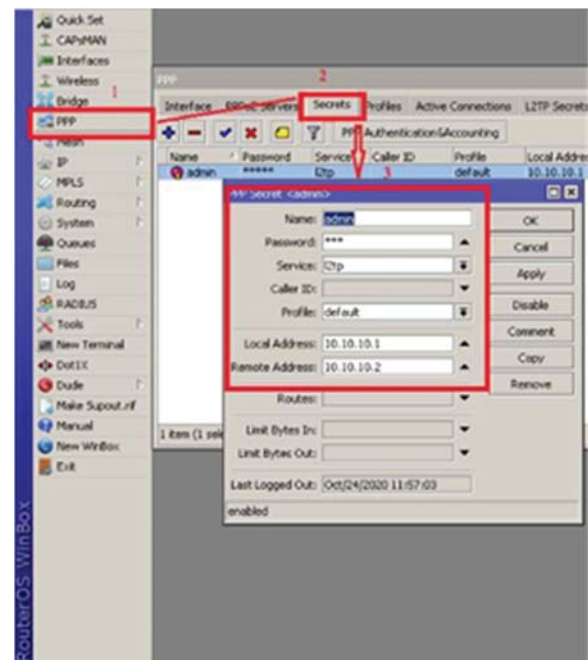 Quick Set
CAPsMAN
Interfaces
Wireless
1
Bridge
PPP
Mesh
IP
MPLS
Routing
System
Queues
Files
Log
RADIUS
Tools
New Terminal
Dot1X
Dude
Make Supout.rif
Manual
New WinBox
Exit
RouterOS WinBox
PPP
2
Interface PPPoE Servers Secrets Profiles Active Connections L2TP Secre
PPP Authentication&Accounting
Name Password Service Caller ID Profile Local Addre
3
admin ***** l2tp default 10.10.10.1
PPP Secret <admin>
Name: admin
Password: ***
Service: l2tp
Caller ID:
Profile: default
Local Address: 10.10.10.1
Remote Address: 10.10.10.2
Routes:
Limit Bytes In:
Limit Bytes Out:
Last Logged Out: Oct/24/2020 11:57:03
enabled
OK
Cancel
Apply
Disable
Comment
Copy
Remove
1 item (1 sele